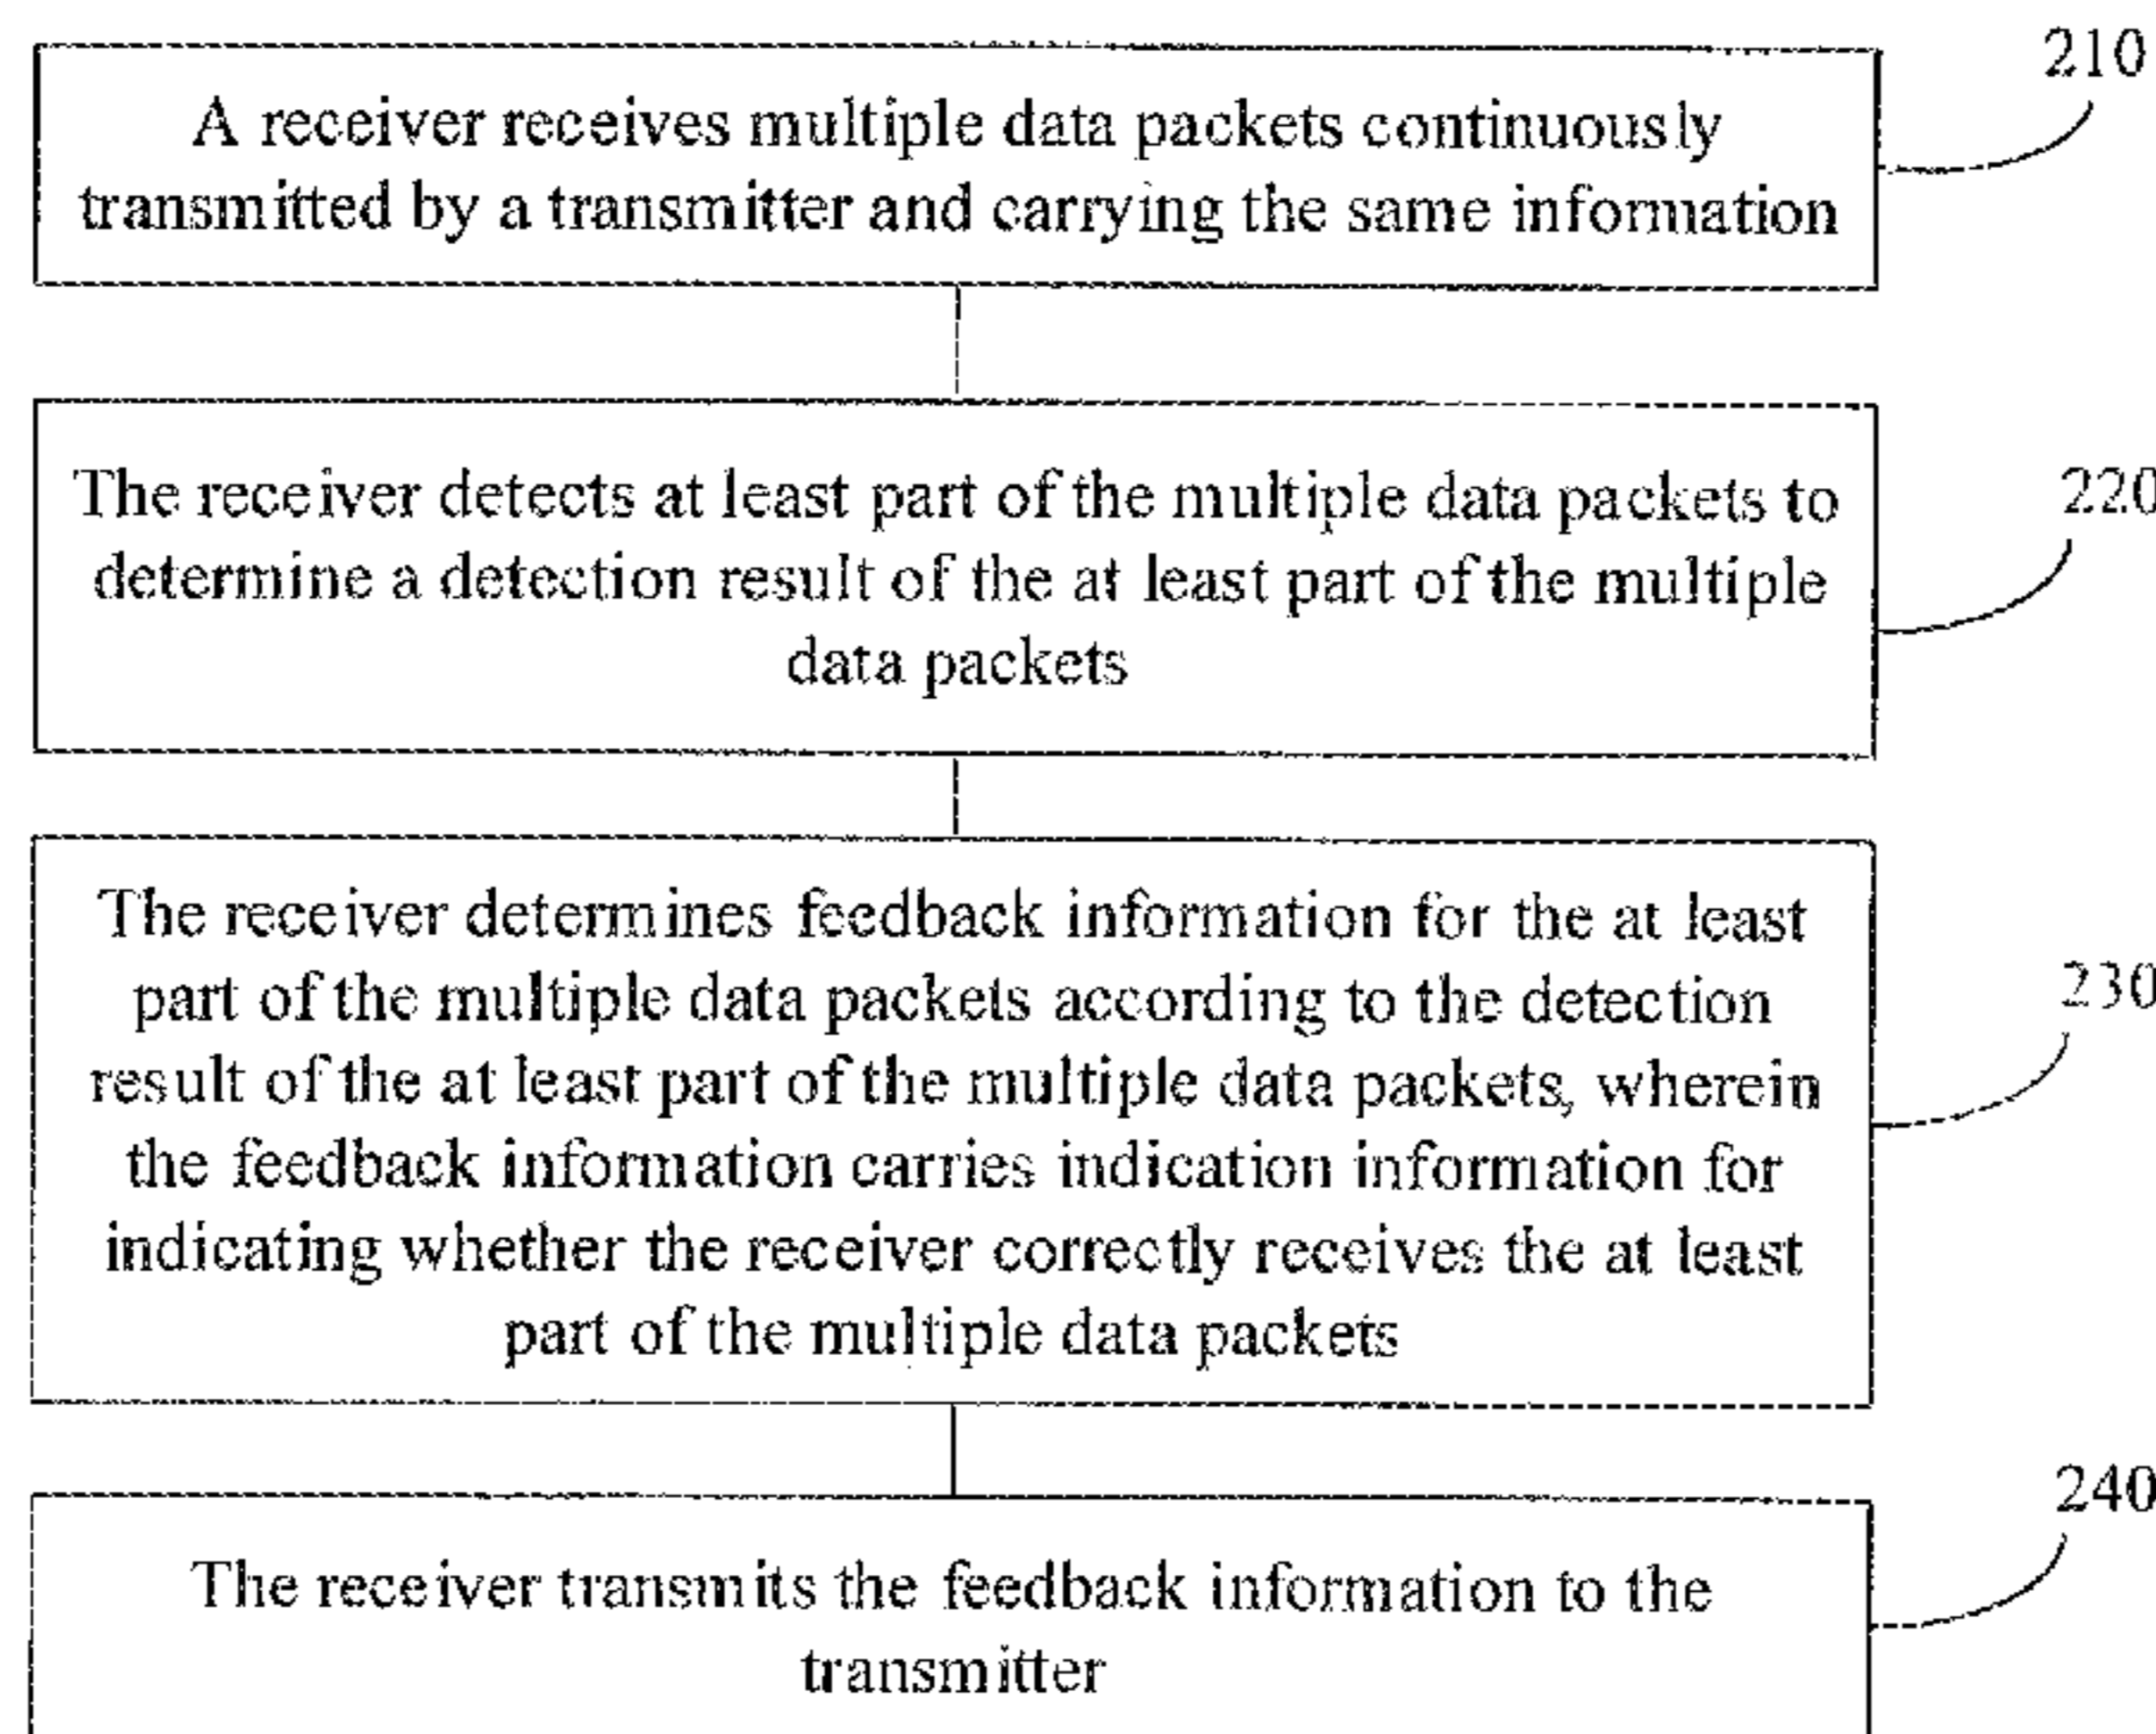 210
A receiver receives multiple data packets continuously
transmitted by a transmitter and carrying the same information
The receiver detects at least part of the multiple data packets to
determine a detection result of the at least part of the multiple
data packets
220
The receiver determines feedback information for the at least
part of the multiple data packets according to the detection
result of the at least part of the multiple data packets, wherein
the feedback information carries indication information for
indicating whether the receiver correctly receives the at least
part of the multiple data packets
230
The receiver transmits the feedback information to the
transmitter
240